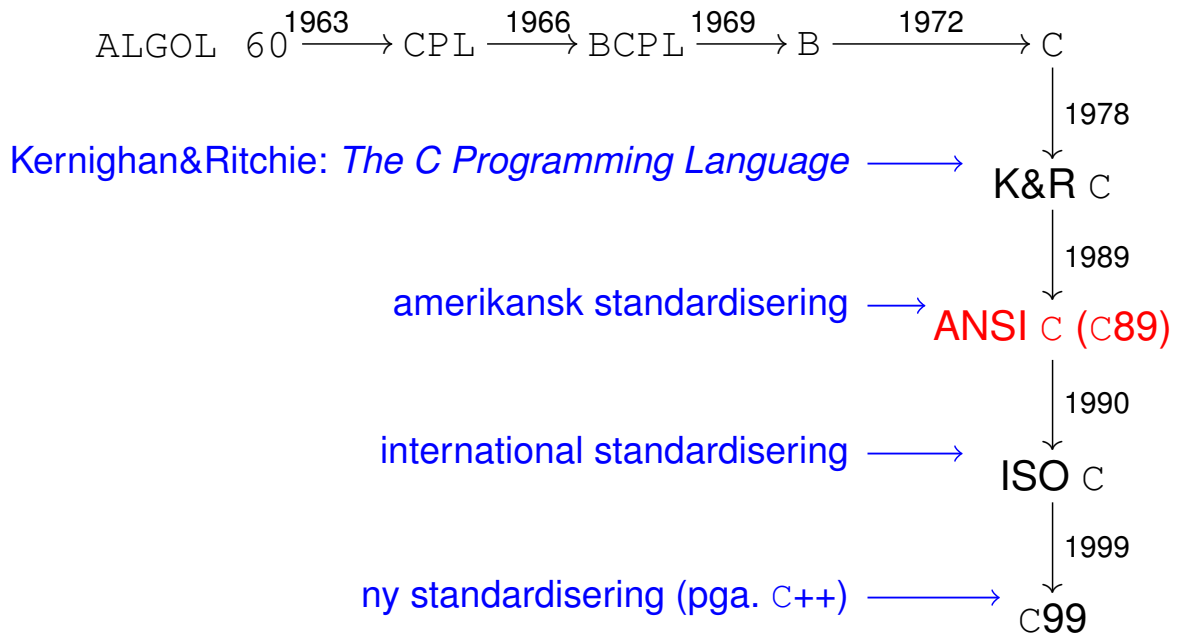 1963 1966 1969 1972
ALGOL 60 CPL BCPL B C
1978
Kernighan&Ritchie: The C Programming Language
K&R C
1989
amerikansk standardisering
ANSI C (C89)
1990
international standardisering
ISO C
1999
ny standardisering (pga. C++)
C99